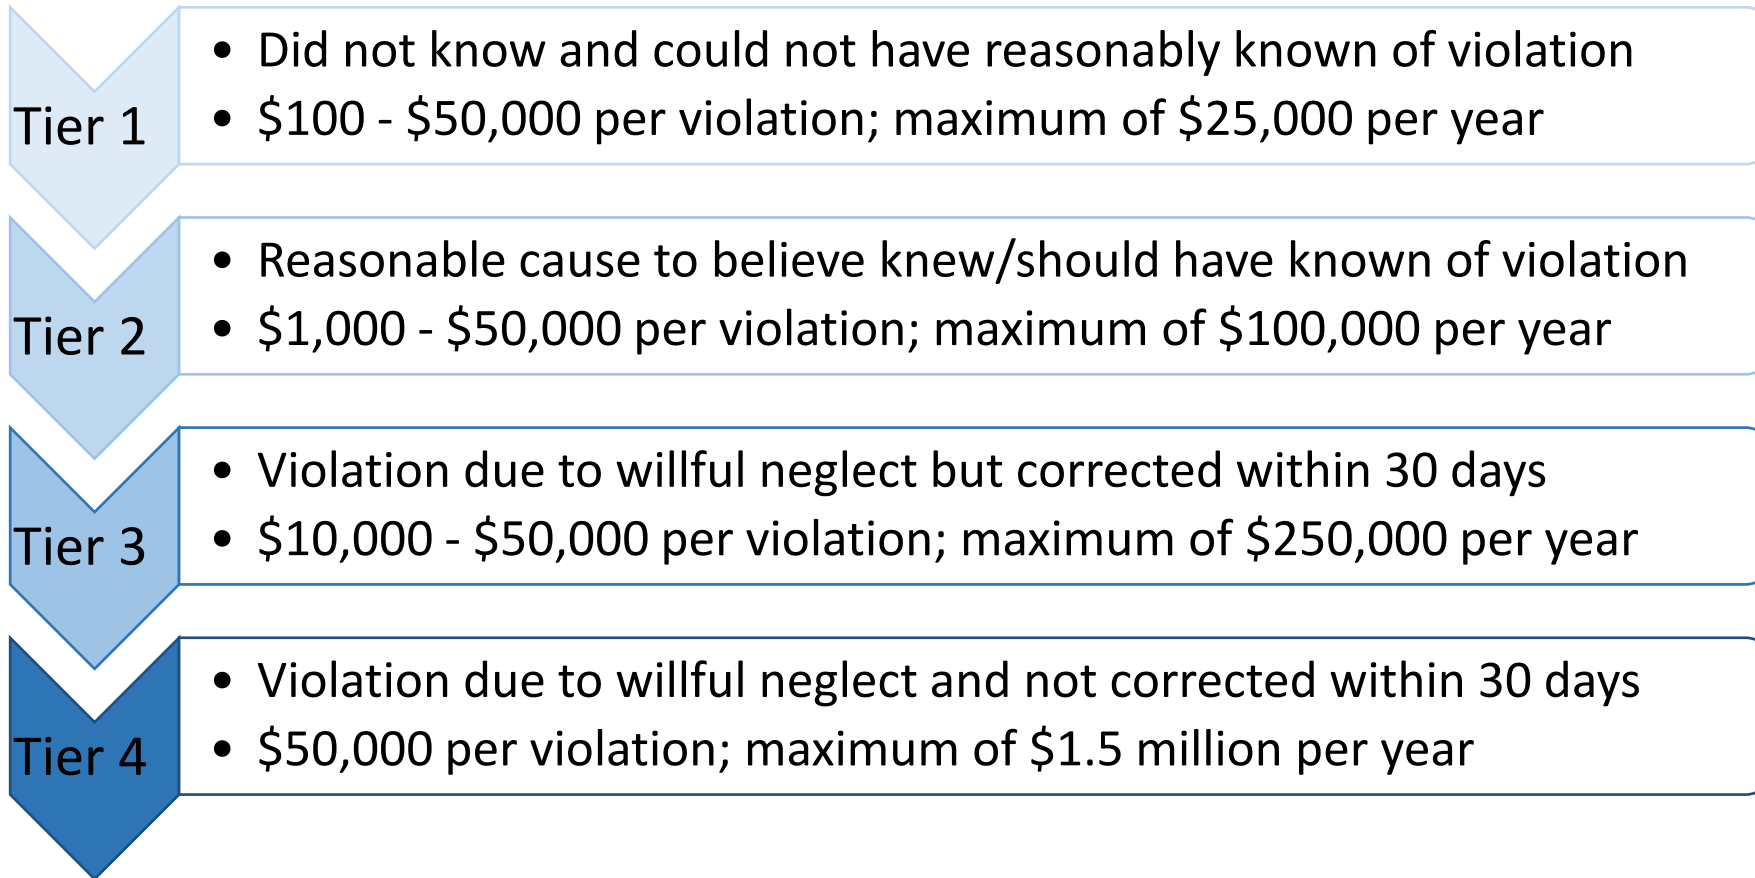 Tier 1
• Did not know and could not have reasonably known of violation
• $100 - $50,000 per violation; maximum of $25,000 per year
Tier 2
• Reasonable cause to believe knew/should have known of violation
• $1,000 - $50,000 per violation; maximum of $100,000 per year
Tier 3
• Violation due to willful neglect but corrected within 30 days
• $10,000 - $50,000 per violation; maximum of $250,000 per year
Tier 4
• Violation due to willful neglect and not corrected within 30 days
• $50,000 per violation; maximum of $1.5 million per year